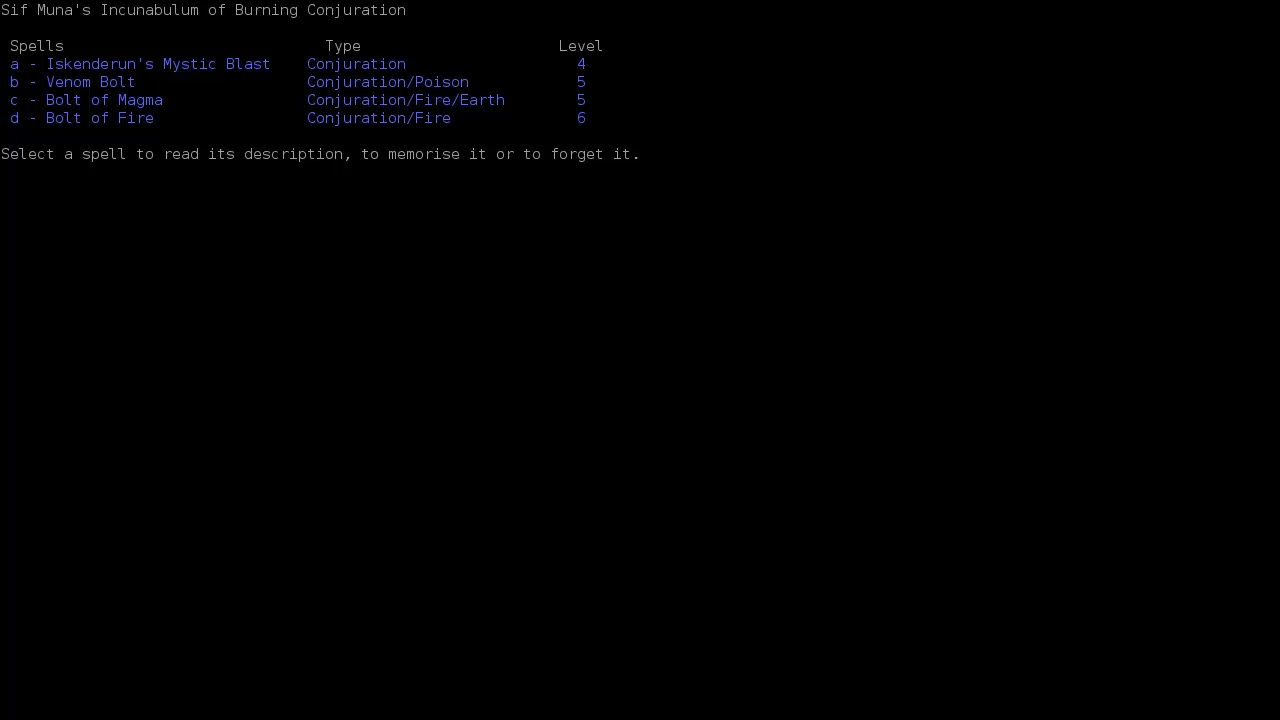 Sif Muna's Incunabulum of Burning Conjuration
Spells Type Level
a - Iskenderun's Mystic Blast Conjuration 4
b - Venom Bolt Conjuration/Poison 5
c - Bolt of Magma Conjuration/Fire/Earth 5
d - Bolt of Fire Conjuration/Fire 6
Select a spell to read its description, to memorise it or to forget it.